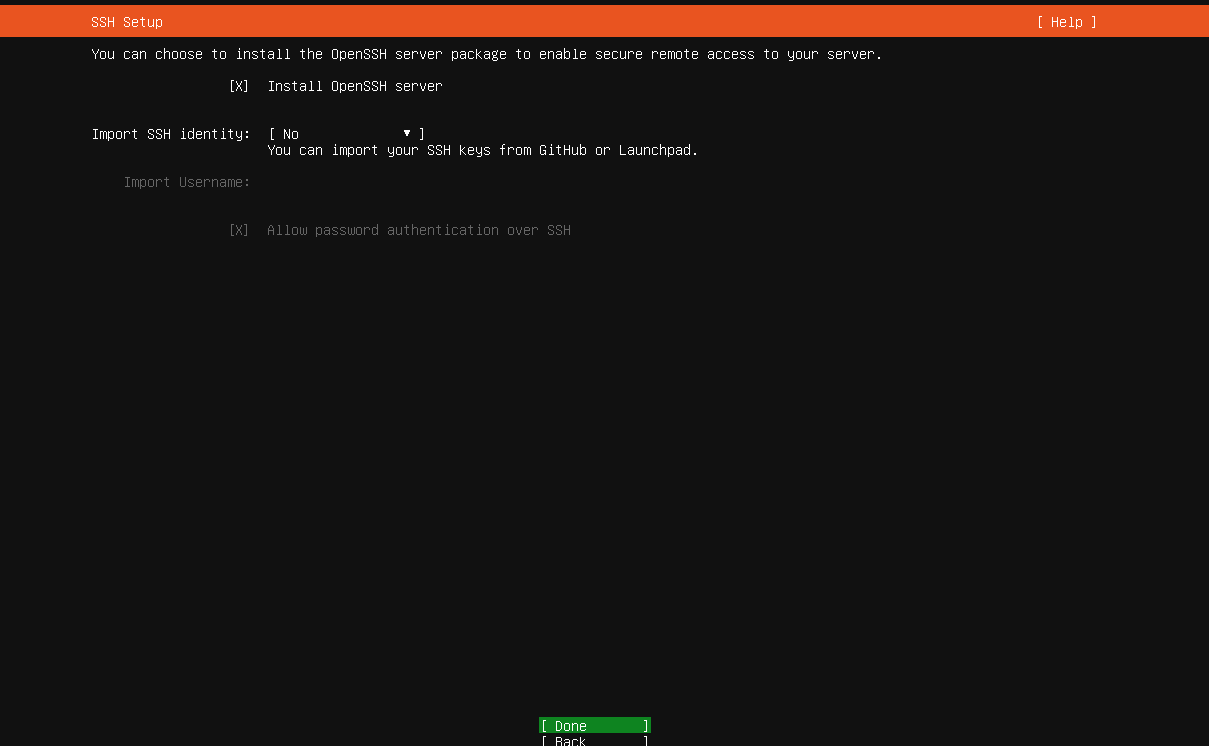 SSH Setup [ Help ]
You can choose to install the OpenSSH server package to enable secure remote access to your server.
[X] Install OpenSSH server
Import SSH identity: [ No ▾ ]
You can import your SSH keys from GitHub or Launchpad.
Import Username:
[X] Allow password authentication over SSH
[ Done ]
[ Back ]